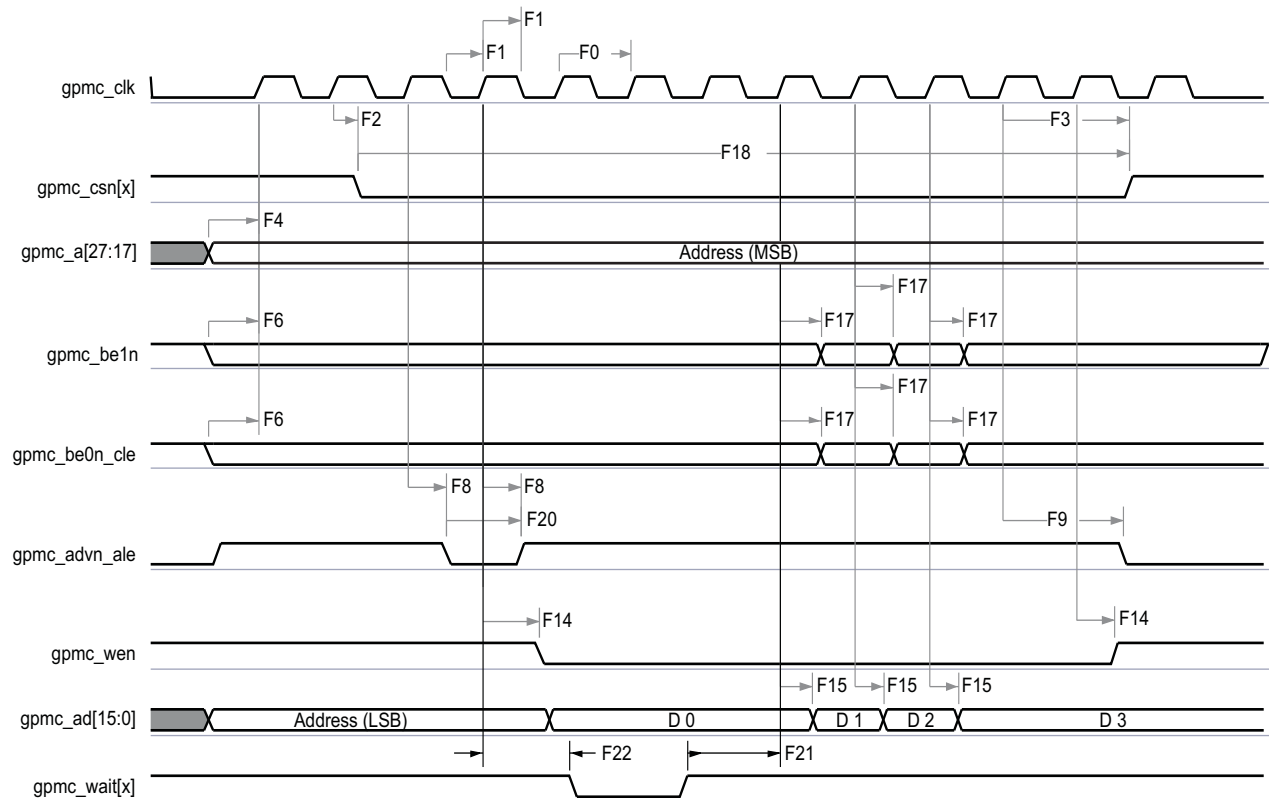 F1
F1 F0
gpmc_clk
F2 F3
F18
gpmc_csn[x]
F4
gpmc_a[27:17] Address (MSB)
F17
F6 F17 F17
gpmc_be1n
F17
F6 F17 F17
gpmc_be0n_cle
F8 F8
F20 F9
gpmc_advn_ale
F14 F14
gpmc_wen
F15 F15 F15
gpmc_ad[15:0] Address (LSB) D 0 D 1 D 2 D 3
F22 F21
gpmc_wait[x]